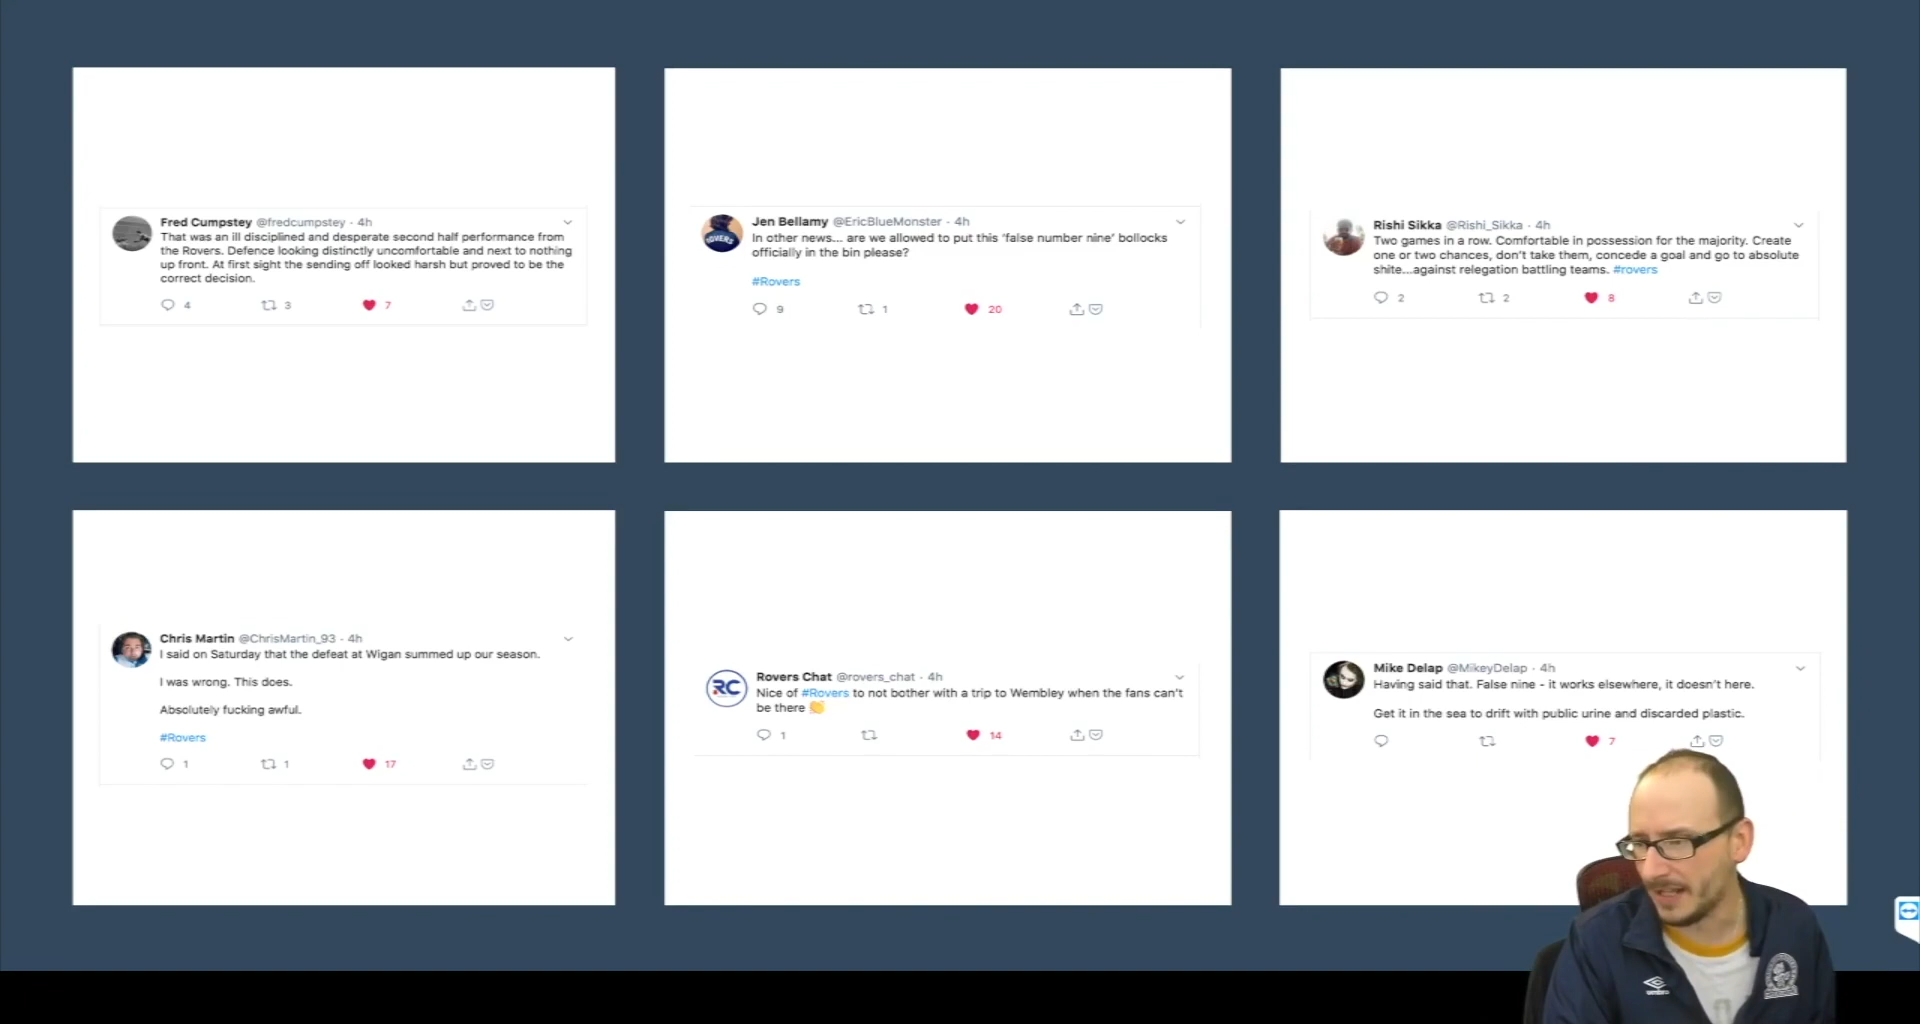 Fred Cumpstey @fredcumpstey · 4h
That was an ill disciplined and desperate second half performance from
the Rovers. Defence looking distinctly uncomfortable and next to nothing
up front. At first sight the sending off looked harsh but proved to be the
correct decision.
4 3 7
Jen Bellamy @EricBlueMonster · 4h
In other news... are we allowed to put this 'false number nine' bollocks
officially in the bin please?
#Rovers
9 1 20
ROVERS
Rishi Sikka @Rishi_Sikka · 4h
Two games in a row. Comfortable in possession for the majority. Create
one or two chances, don't take them, concede a goal and go to absolute
shite...against relegation battling teams. #rovers
2 2 8
Chris Martin @ChrisMartin_93 · 4h
I said on Saturday that the defeat at Wigan summed up our season.
I was wrong. This does.
Absolutely fucking awful.
#Rovers
1 1 17
RC
Rovers Chat @rovers_chat · 4h
Nice of #Rovers to not bother with a trip to Wembley when the fans can't
be there 👏
1 14
Mike Delap @MikeyDelap · 4h
Having said that. False nine - it works elsewhere, it doesn't here.
Get it in the sea to drift with public urine and discarded plastic.
7
umbro